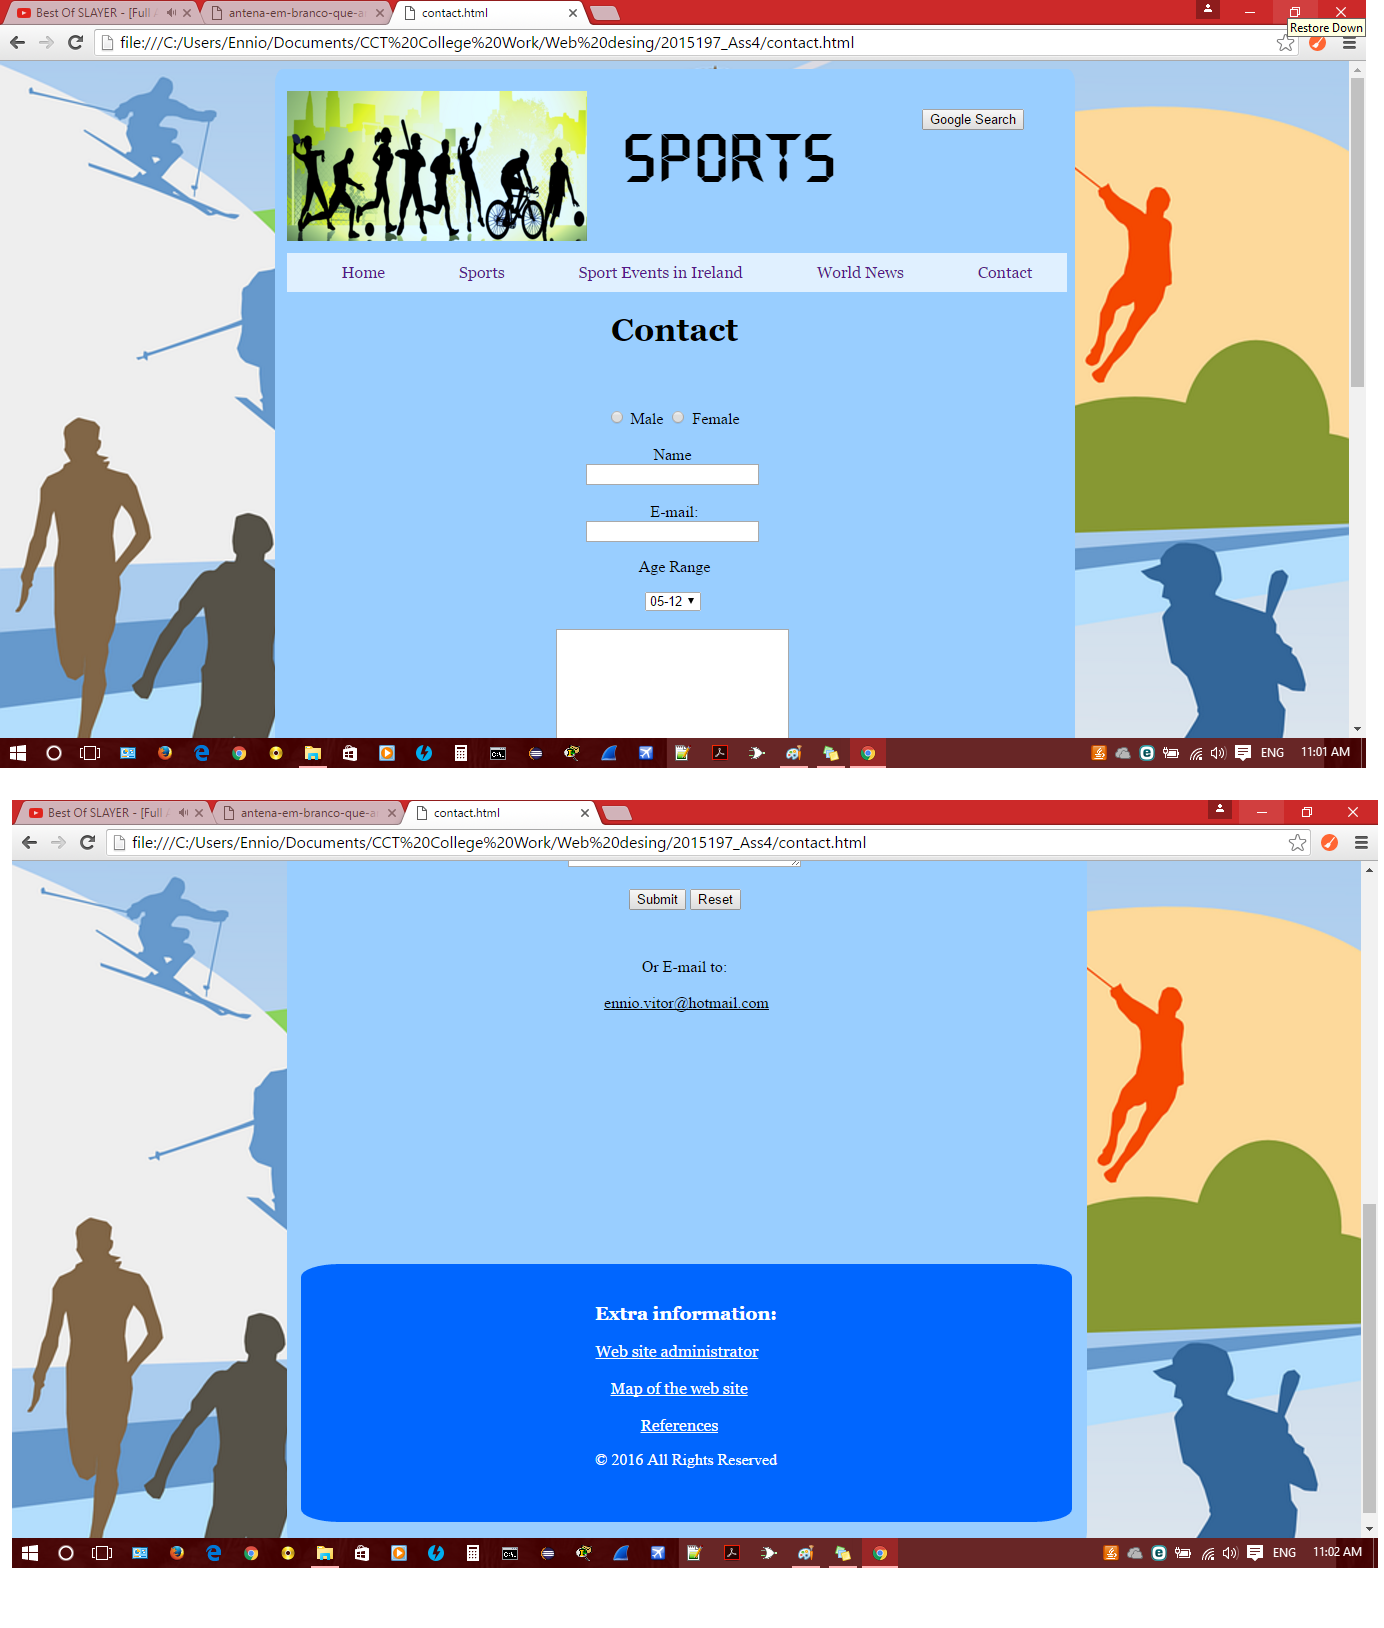 Best Of SLAYER - [Full A
antena-em-branco-que-a
contact.html
Restore Down
file:///C:/Users/Ennio/Documents/CCT%20College%20Work/Web%20desing/2015197_Ass4/contact.html
SPORTS
Google Search
Home Sports Sport Events in Ireland World News Contact
Contact
Male Female
Name
E-mail:
Age Range
05-12
ENG 11:01 AM
Best Of SLAYER - [Full A
antena-em-branco-que-a
contact.html
file:///C:/Users/Ennio/Documents/CCT%20College%20Work/Web%20desing/2015197_Ass4/contact.html
Submit Reset
Or E-mail to:
ennio.vitor@hotmail.com
Extra information:
Web site administrator
Map of the web site
References
© 2016 All Rights Reserved
ENG 11:02 AM